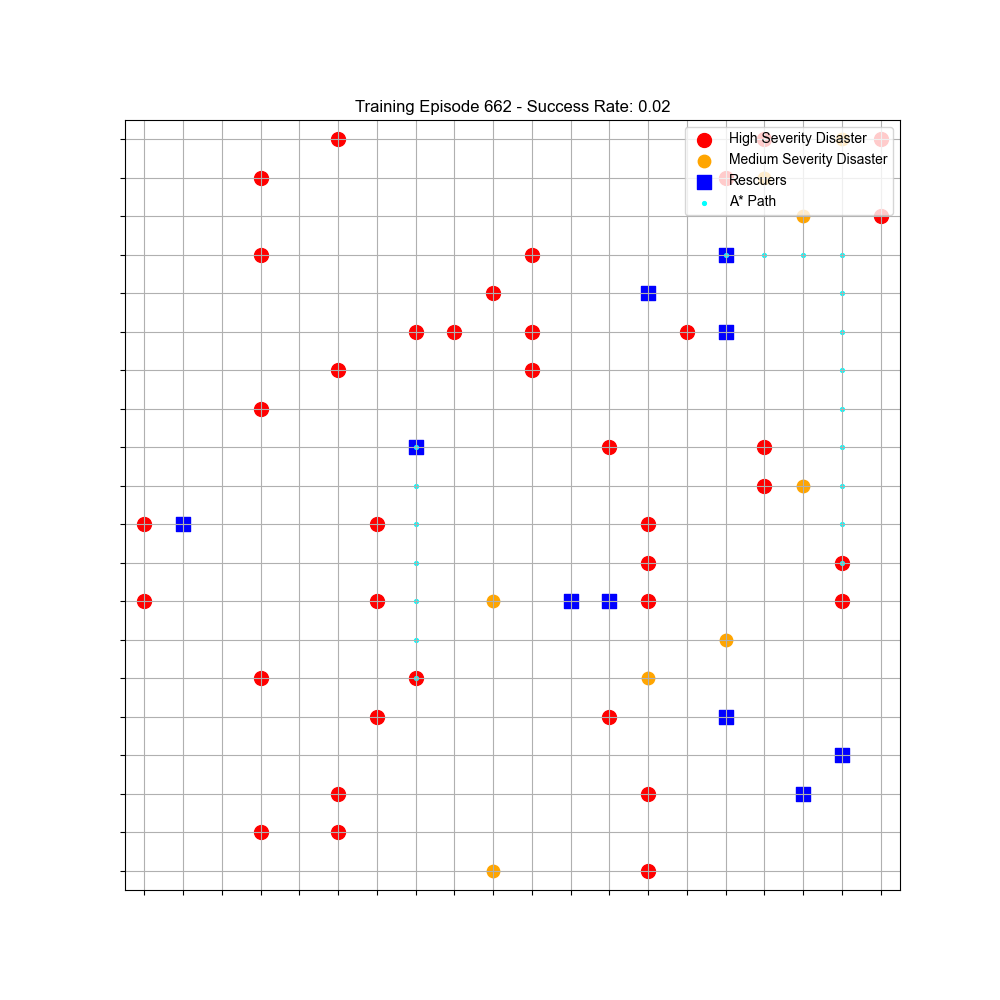 Training Episode 662 - Success Rate: 0.02
High Severity Disaster
Medium Severity Disaster
Rescuers
A* Path